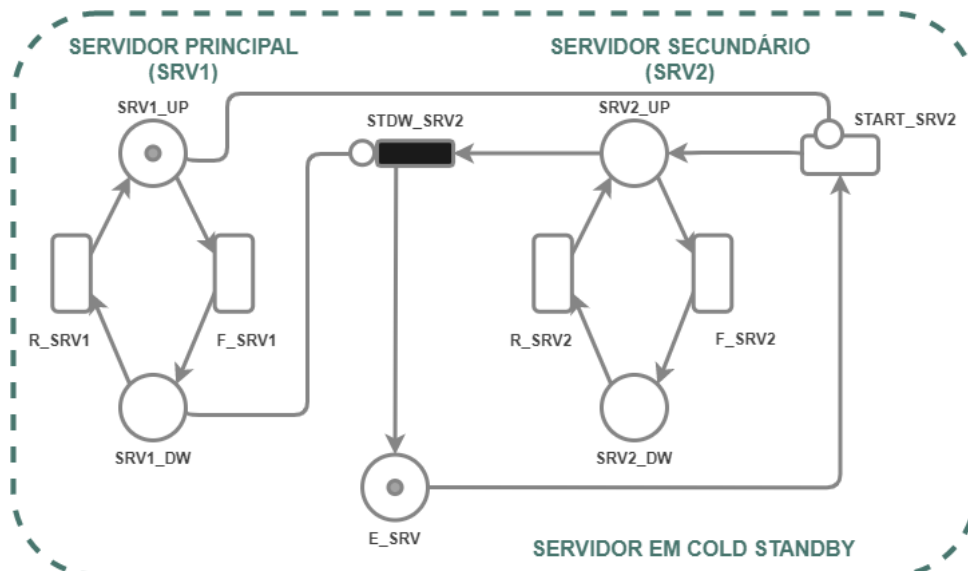 SERVIDOR PRINCIPAL
(SRV1)
SERVIDOR SECUNDÁRIO
(SRV2)
SRV1_UP
STDW_SRV2
SRV2_UP
START_SRV2
R_SRV1
F_SRV1
R_SRV2
F_SRV2
SRV1_DW
SRV2_DW
E_SRV
SERVIDOR EM COLD STANDBY